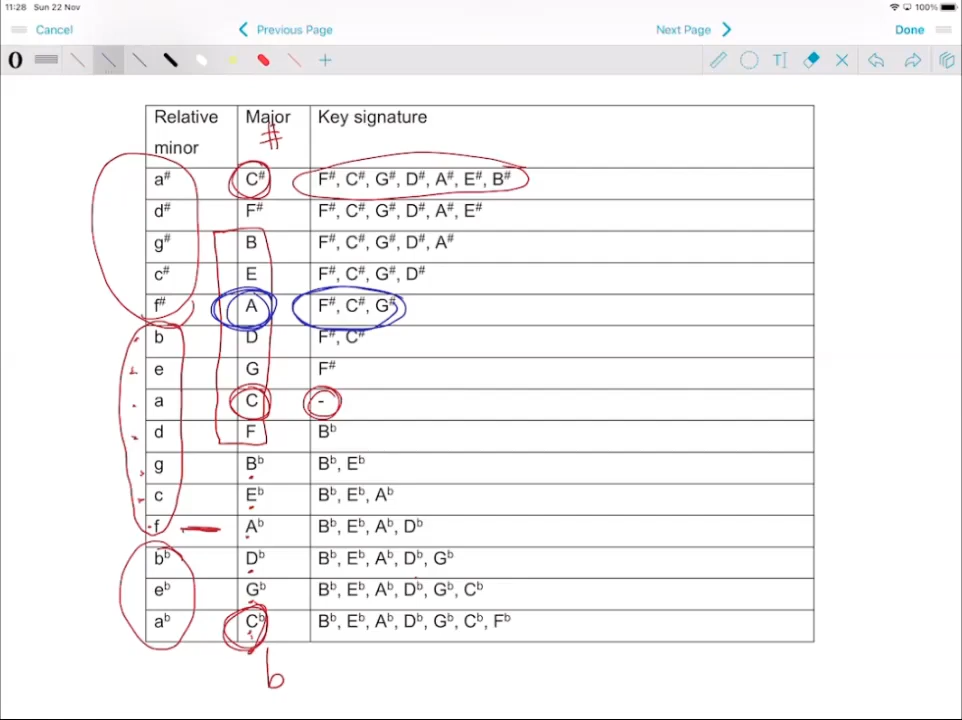 11:28 Sun 22 Nov 100%
Cancel Previous Page Next Page Done
0 T
Relative minor Major Key signature
#
a# C# F#, C#, G#, D#, A#, E#, B#
d# F# F#, C#, G#, D#, A#, E#
g# B F#, C#, G#, D#, A#
c# E F#, C#, G#, D#
f# A F#, C#, G#
b D F#, C#
e G F#
a C -
d F Bb
g Bb Bb, Eb
c Eb Bb, Eb, Ab
f Ab Bb, Eb, Ab, Db
bb Db Bb, Eb, Ab, Db, Gb
eb Gb Bb, Eb, Ab, Db, Gb, Cb
ab Cb Bb, Eb, Ab, Db, Gb, Cb, Fb
b